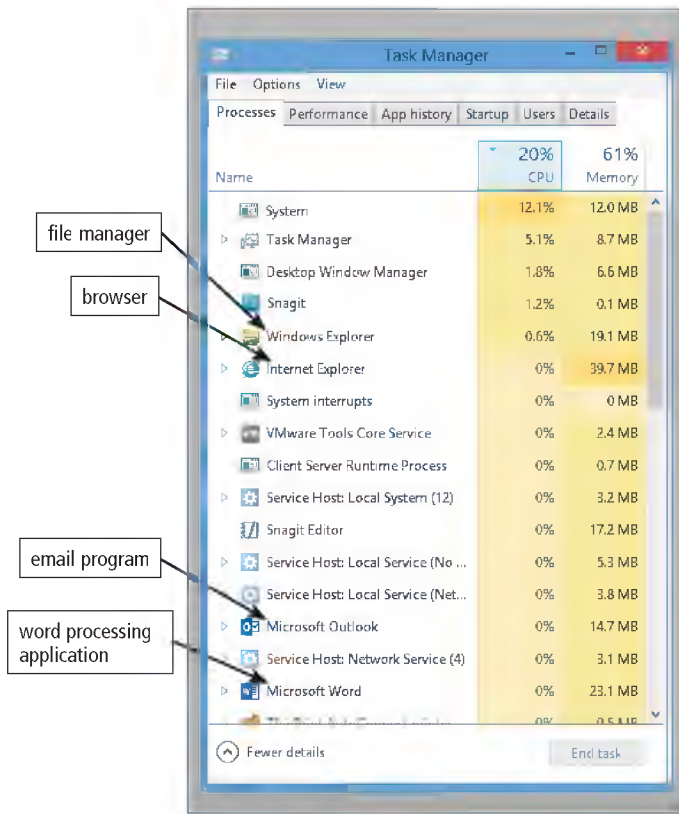 Task Manager
File Options View
Processes Performance App history Startup Users Details
20% 61%
Name CPU Memory
System 12.1% 12.0 MB
file manager
Task Manager 5.1% 8.7 MB
Desktop Window Manager 1.8% 6.6 MB
browser
Snagit 1.2% 0.1 MB
Windows Explorer 0.6% 19.1 MB
Internet Explorer 0% 39.7 MB
System interrupts 0% 0 MB
VMware Tools Core Service 0% 2.4 MB
Client Server Runtime Process 0% 0.7 MB
Service Host: Local System (12) 0% 3.2 MB
Snagit Editor 0% 17.2 MB
email program
Service Host: Local Service (No ... 0% 5.3 MB
Service Host: Local Service (Net... 0% 3.8 MB
Microsoft Outlook 0% 14.7 MB
word processing
application
Service Host: Network Service (4) 0% 3.1 MB
Microsoft Word 0% 23.1 MB
0% 0.5 MB
Fewer details End task